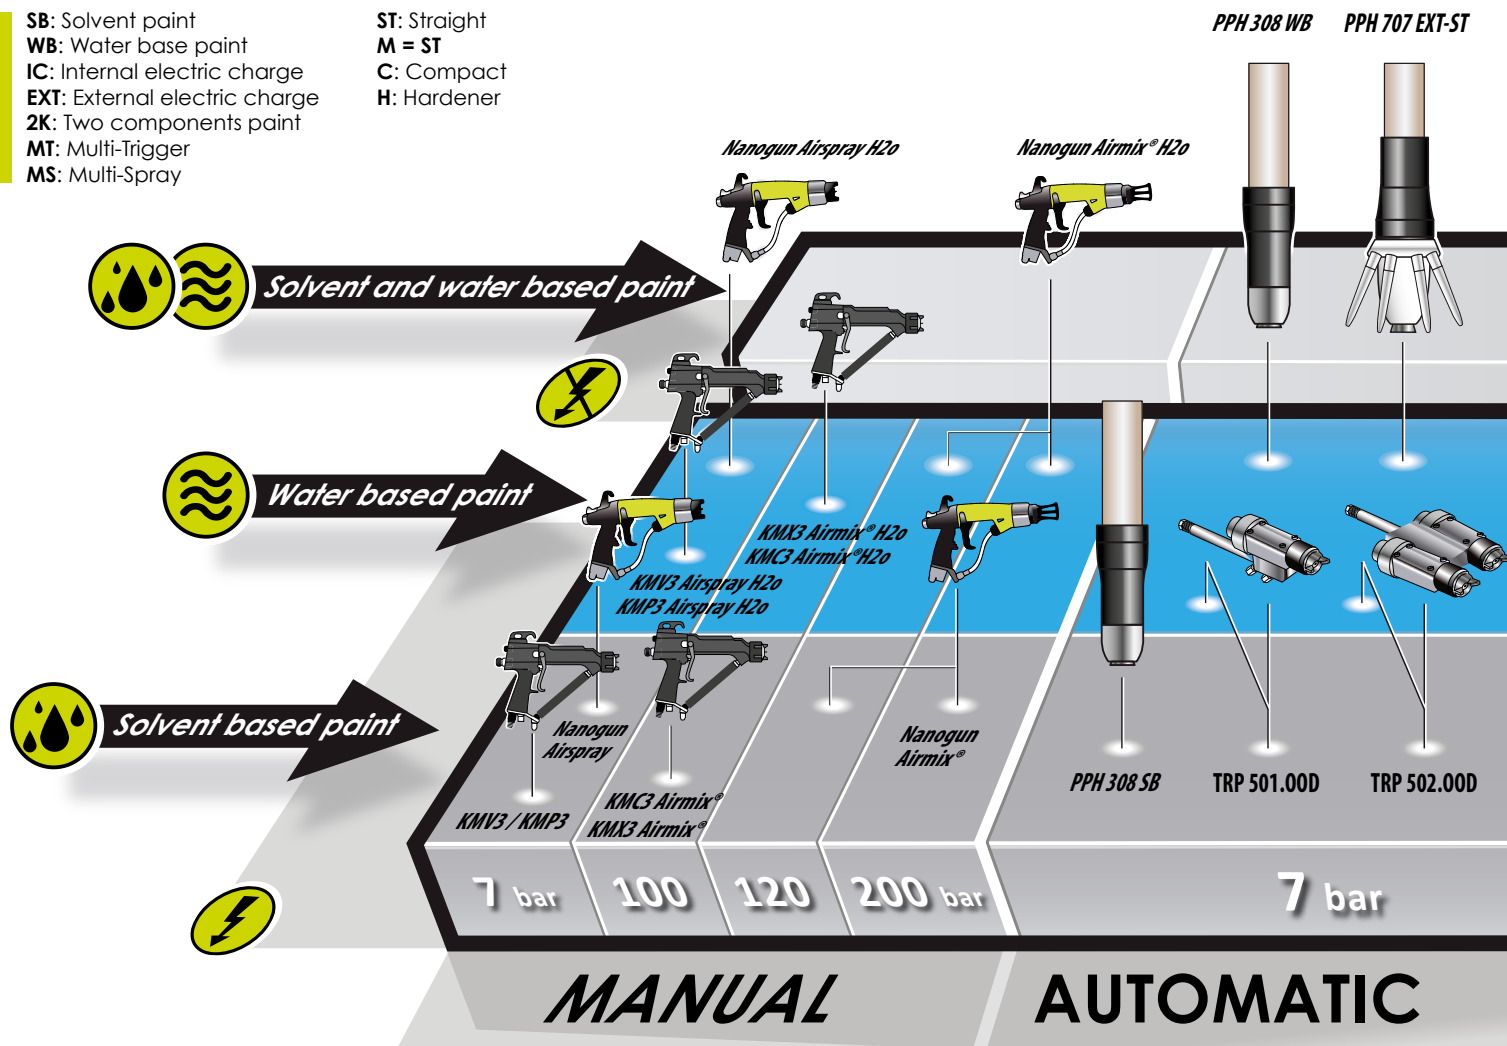 SB: Solvent paint
WB: Water base paint
IC: Internal electric charge
EXT: External electric charge
2K: Two components paint
MT: Multi-Trigger
MS: Multi-Spray
ST: Straight
M = ST
C: Compact
H: Hardener
PPH 308 WB
PPH 707 EXT-ST
Nanogun Airspray H2o
Nanogun Airmix® H2o
Solvent and water based paint
Water based paint
KMX3 Airmix® H2o
KMC3 Airmix® H2o
KMV3 Airspray H2o
KMP3 Airspray H2o
Solvent based paint
Nanogun
Airspray
Nanogun
Airmix®
PPH 308 SB
TRP 501.00D
TRP 502.00D
KMV3 / KMP3
KMC3 Airmix®
KMX3 Airmix®
7 bar
100
120
200 bar
7 bar
MANUAL
AUTOMATIC